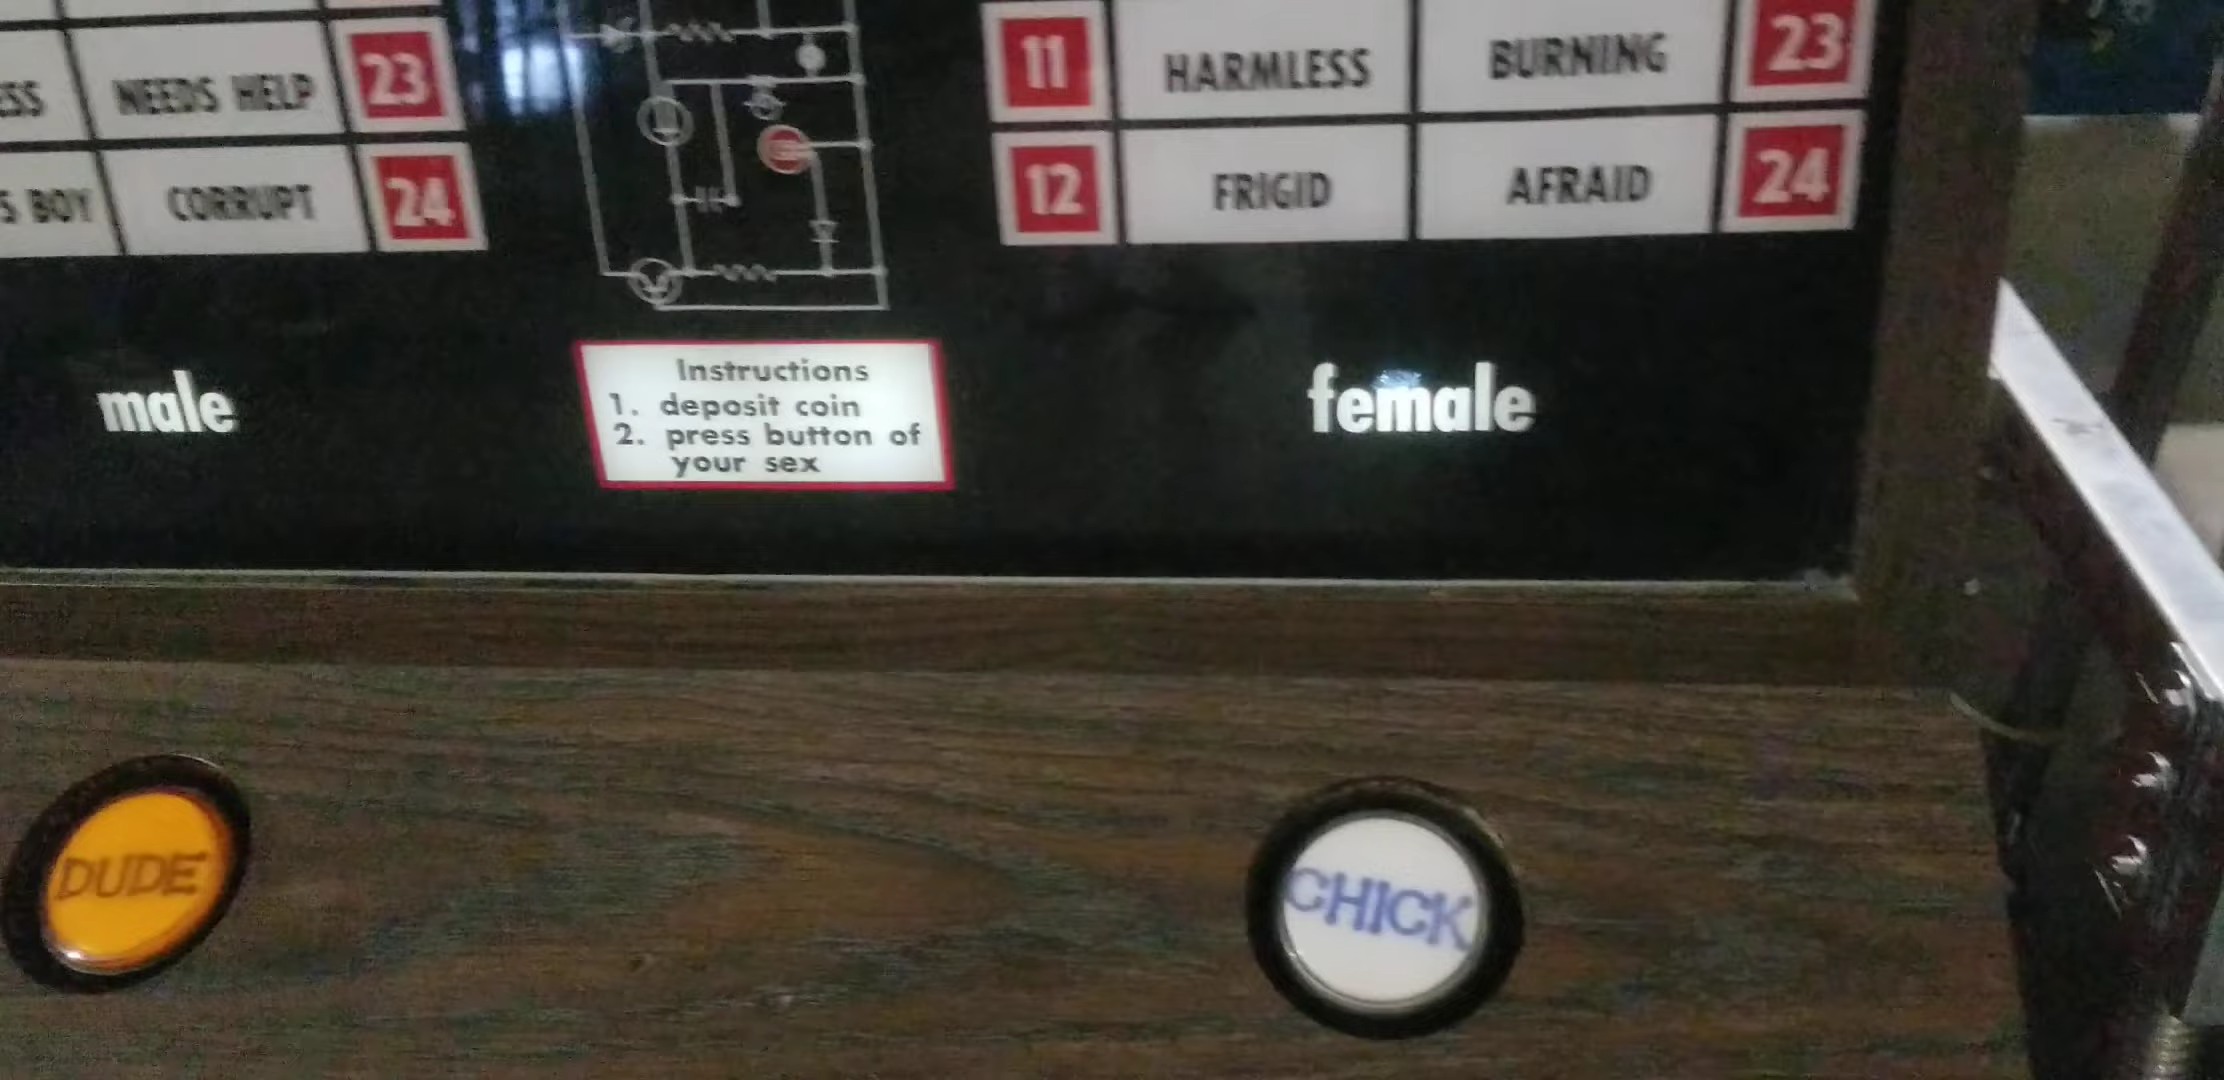 NEEDS HELP 23
BOY CORRUPT 24
11 HARMLESS BURNING 23
12 FRIGID AFRAID 24
Instructions
1. deposit coin
2. press button of
your sex
male
female
DUDE
CHICK